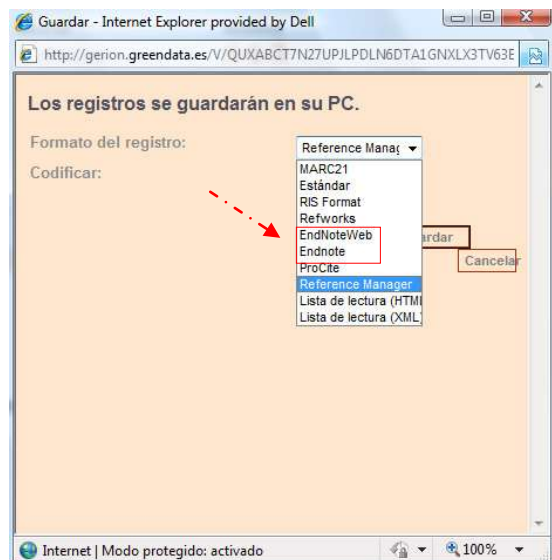 Guardar - Internet Explorer provided by Dell
http://gerion.greendata.es/V/QUXABCT7N27UPJLPDLN6DTA1GNXLX3TV63E
Los registros se guardarán en su PC.
Formato del registro:
Reference Manag
Codificar:
MARC21
Estándar
RIS Format
Refworks
EndNoteWeb
ardar
Endnote
Cancelar
ProCite
Reference Manager
Lista de lectura (HTMl
Lista de lectura (XML)
Internet | Modo protegido: activado
100%